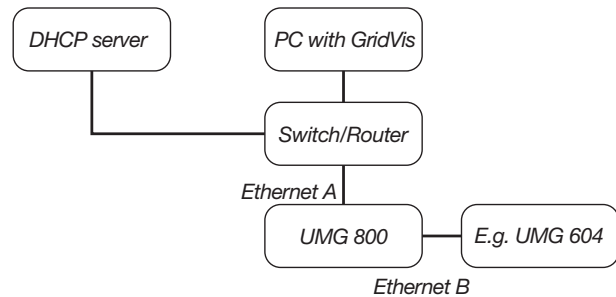 DHCP server
PC with GridVis
Switch/Router
Ethernet A
UMG 800
E.g. UMG 604
Ethernet B